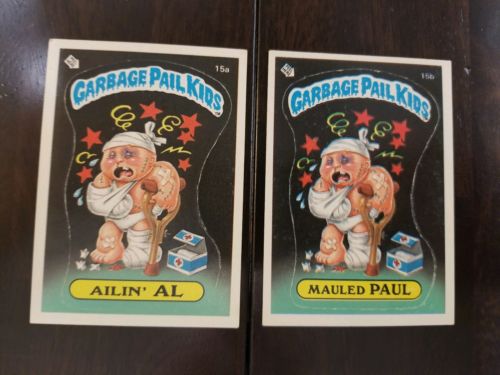 15a
GARBAGE PAIL KIDS
AILIN' AL
15b
GARBAGE PAIL KIDS
MAULED PAUL